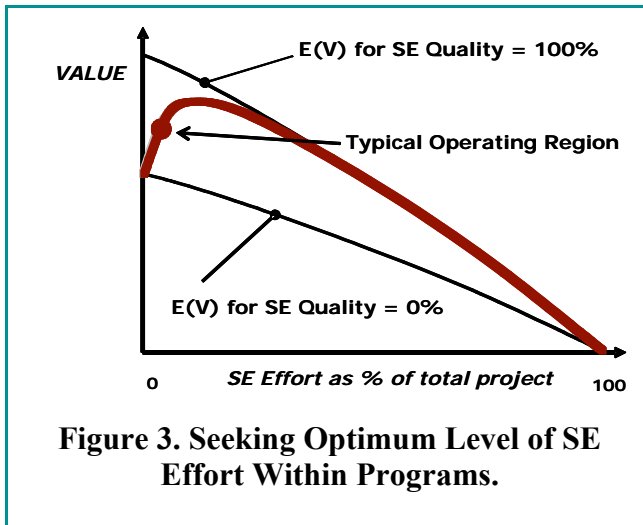 E(V) for SE Quality = 100%
VALUE
Typical Operating Region
E(V) for SE Quality = 0%
0 SE Effort as % of total project 100
Figure 3. Seeking Optimum Level of SE
Effort Within Programs.